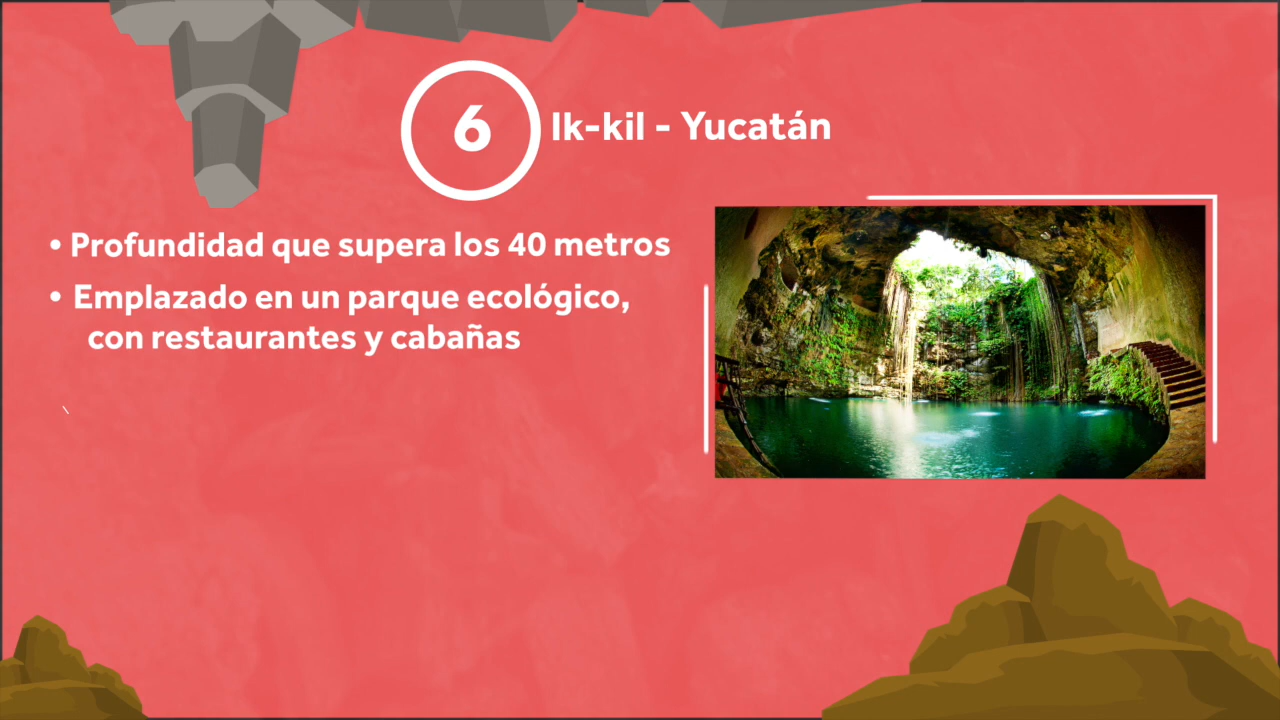 6
Ik-kil - Yucatán
• Profundidad que supera los 40 metros
• Emplazado en un parque ecológico,
con restaurantes y cabañas